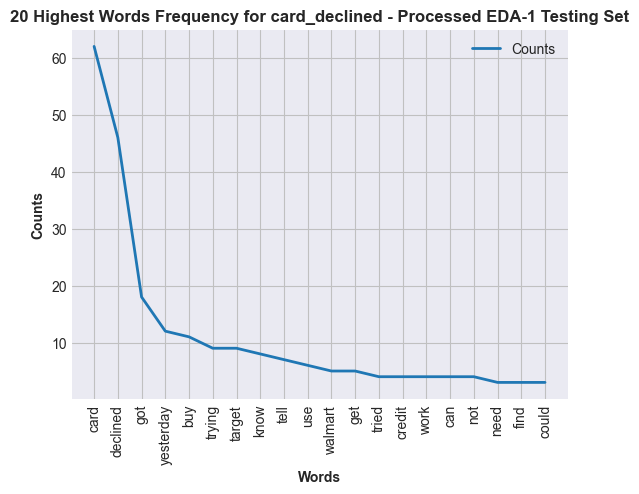 20 Highest Words Frequency for card_declined - Processed EDA-1 Testing Set
Counts
60
50
40
30
20
10
Counts
card
declined
got
yesterday
buy
trying
target
know
tell
use
walmart
get
tried
credit
work
can
not
need
find
could
Words